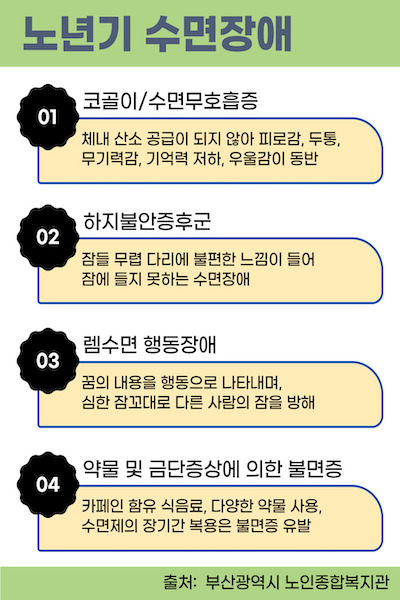 노년기 수면장애
01
코골이/수면무호흡증
체내 산소 공급이 되지 않아 피로감, 두통,
무기력감, 기억력 저하, 우울감이 동반
02
하지불안증후군
잠들 무렵 다리에 불편한 느낌이 들어
잠에 들지 못하는 수면장애
03
렘수면 행동장애
꿈의 내용을 행동으로 나타내며,
심한 잠꼬대로 다른 사람의 잠을 방해
04
약물 및 금단증상에 의한 불면증
카페인 함유 식음료, 다양한 약물 사용,
수면제의 장기간 복용은 불면증 유발
출처: 부산광역시 노인종합복지관